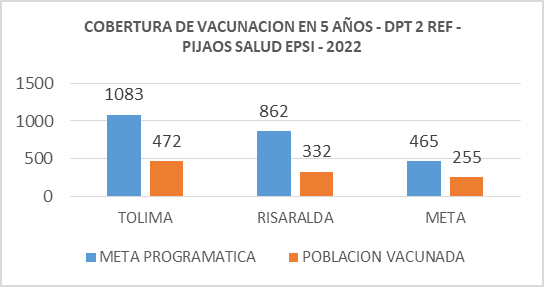 COBERTURA DE VACUNACION EN 5 AÑOS - DPT 2 REF -
PIJAOS SALUD EPSI - 2022
1500
1000
500
0
1083
472
862
332
465
255
TOLIMA
RISARALDA
META
META PROGRAMATICA
POBLACION VACUNADA